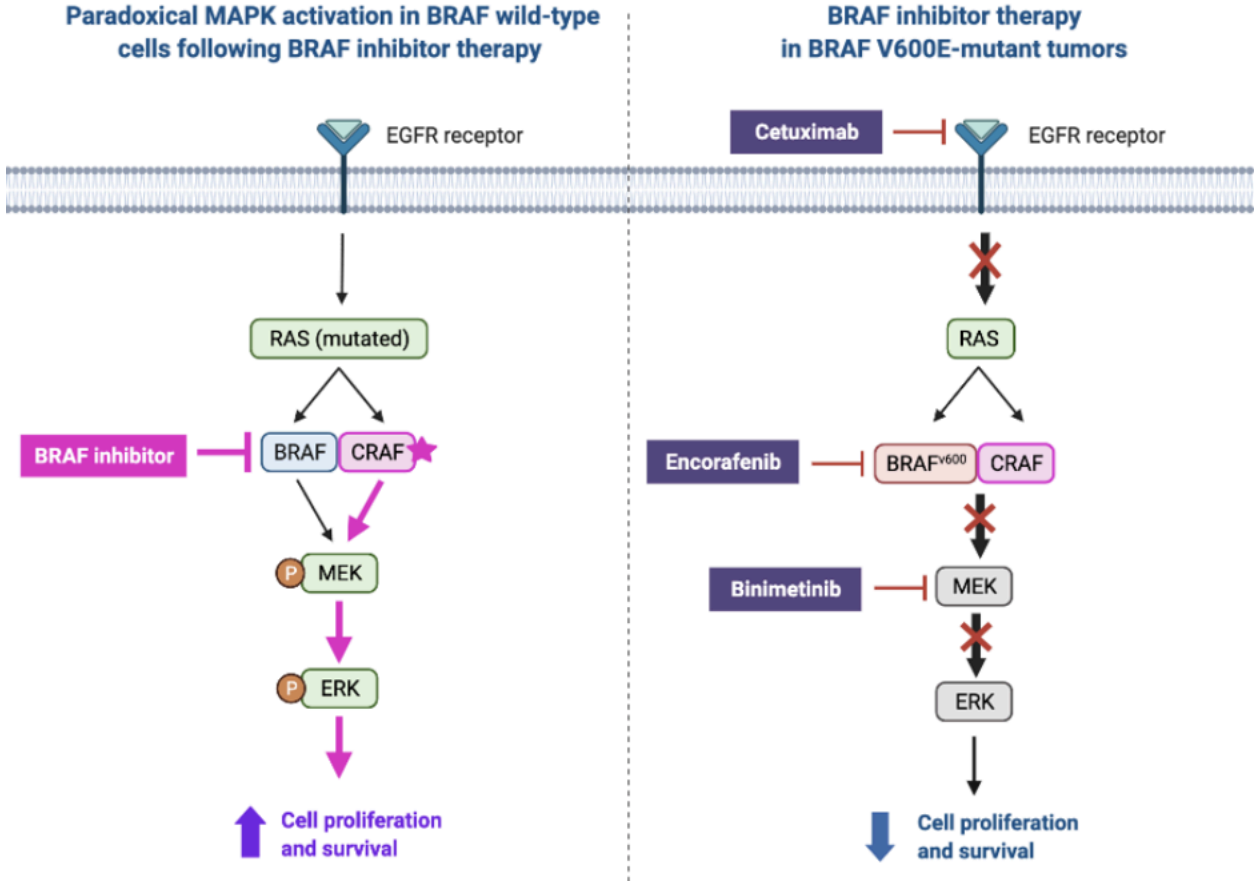 Paradoxical MAPK activation in BRAF wild-type
cells following BRAF inhibitor therapy
EGFR receptor
RAS (mutated)
BRAF inhibitor
BRAF
CRAF
P
MEK
P
ERK
Cell proliferation
and survival
BRAF inhibitor therapy
in BRAF V600E-mutant tumors
Cetuximab
EGFR receptor
RAS
Encorafenib
BRAFᵛ⁶⁰⁰
CRAF
Binimetinib
MEK
ERK
Cell proliferation
and survival